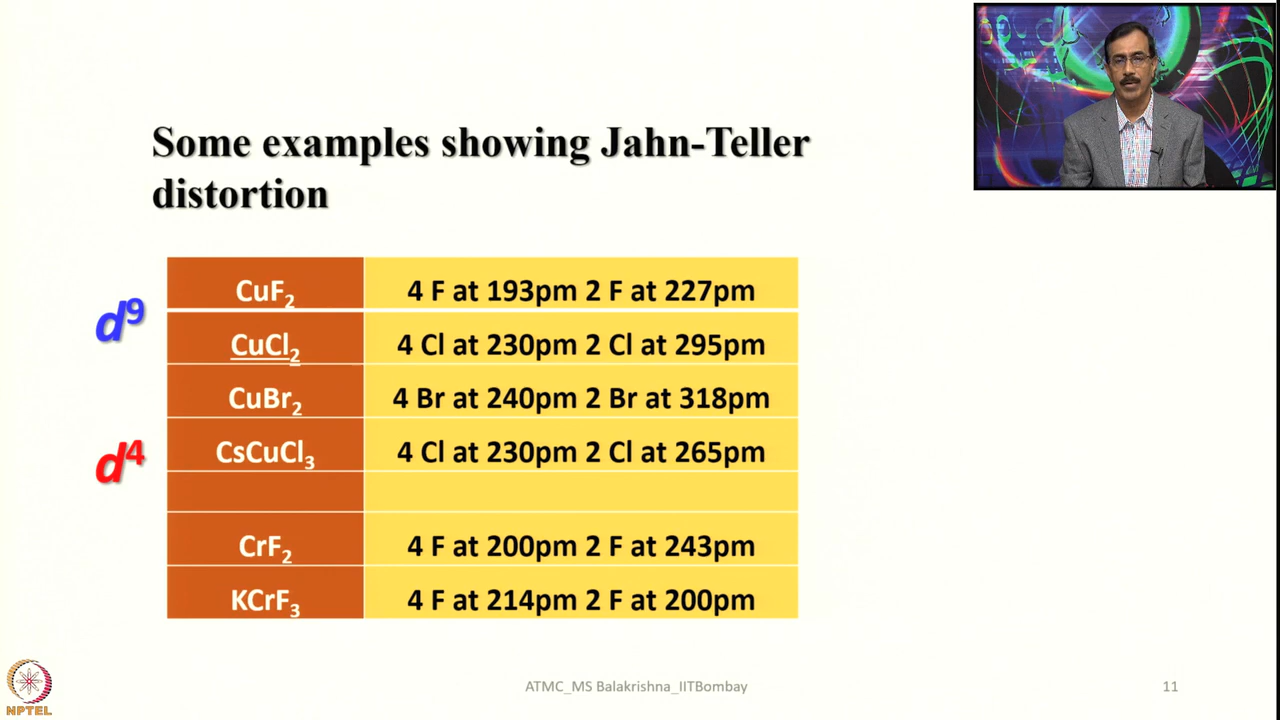 Some examples showing Jahn-Teller
distortion
d⁹
CuF₂ 4 F at 193pm 2 F at 227pm
CuCl₂ 4 Cl at 230pm 2 Cl at 295pm
CuBr₂ 4 Br at 240pm 2 Br at 318pm
d⁴
CsCuCl₃ 4 Cl at 230pm 2 Cl at 265pm
CrF₂ 4 F at 200pm 2 F at 243pm
KCrF₃ 4 F at 214pm 2 F at 200pm
NPTEL
ATMC_MS Balakrishna_IITBombay
11